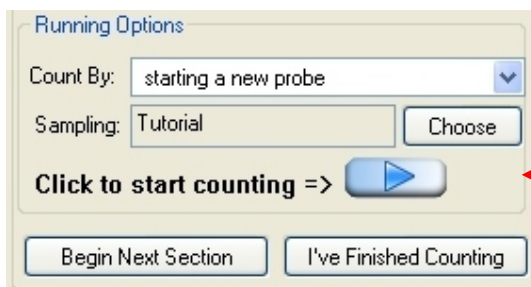 Running Options
Count By: starting a new probe
Sampling: Tutorial Choose
Click to start counting =>
Begin Next Section I've Finished Counting